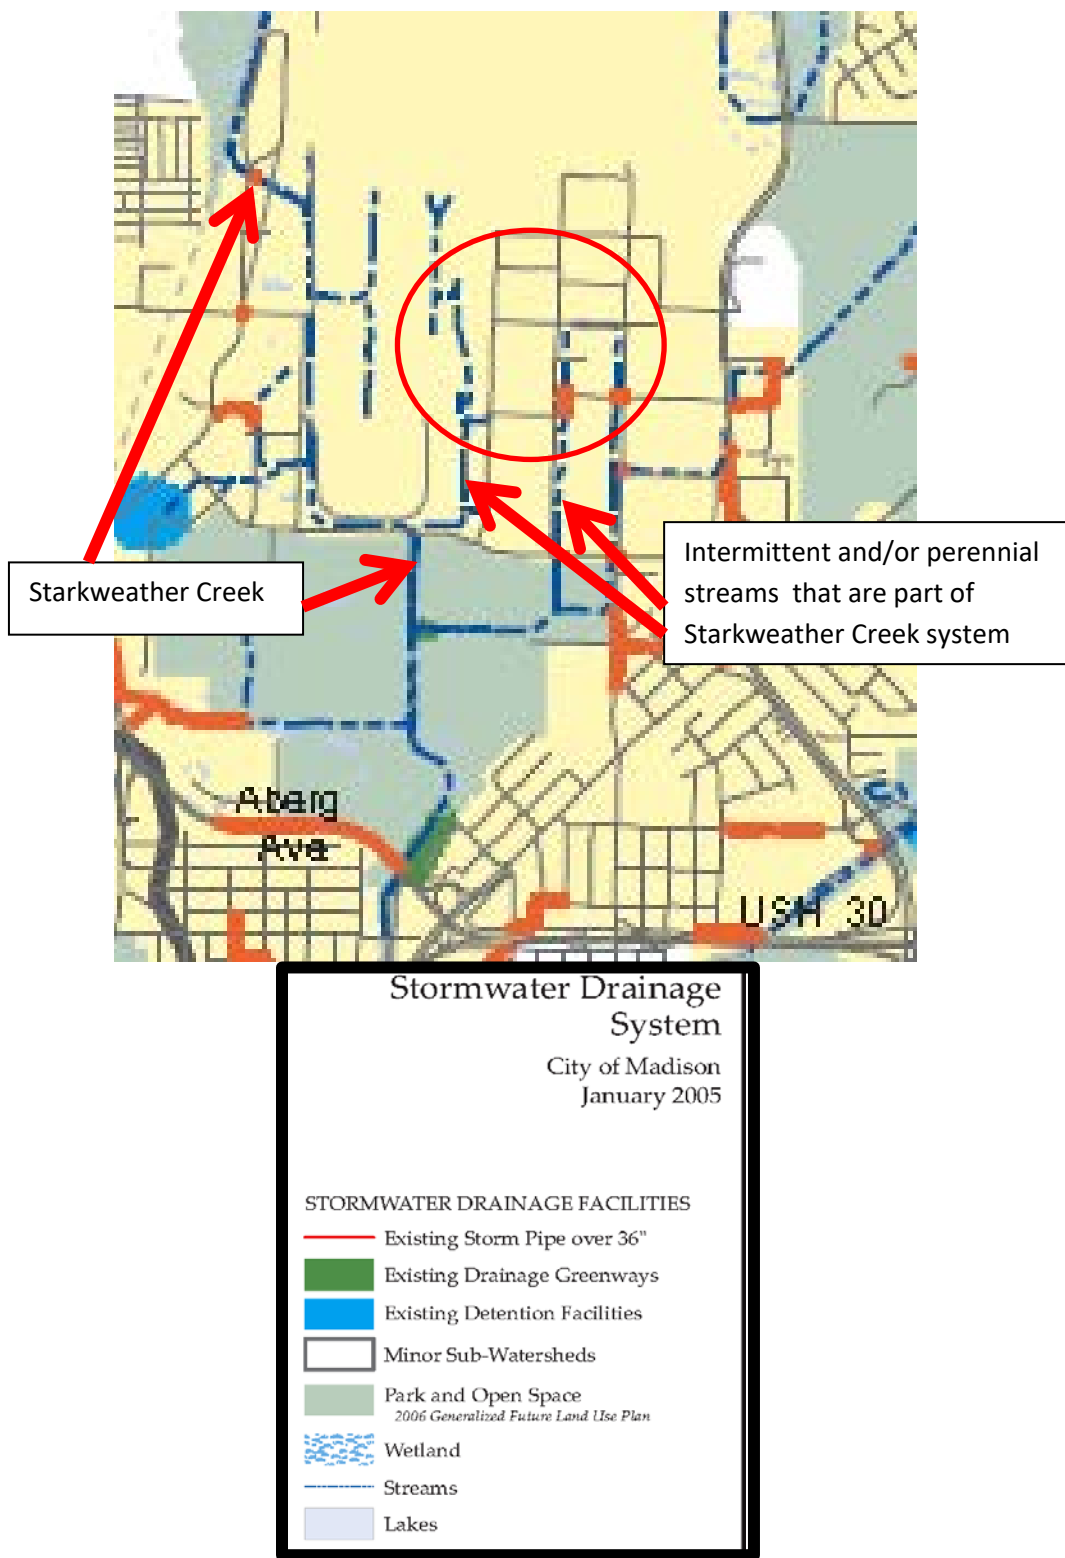 Starkweather Creek
Intermittent and/or perennial
streams that are part of
Starkweather Creek system
Aberg
Ave
USH 30
Stormwater Drainage
System
City of Madison
January 2005
STORMWATER DRAINAGE FACILITIES
Existing Storm Pipe over 36"
Existing Drainage Greenways
Existing Detention Facilities
Minor Sub-Watersheds
Park and Open Space
2006 Generalized Future Land Use Plan
Wetland
Streams
Lakes